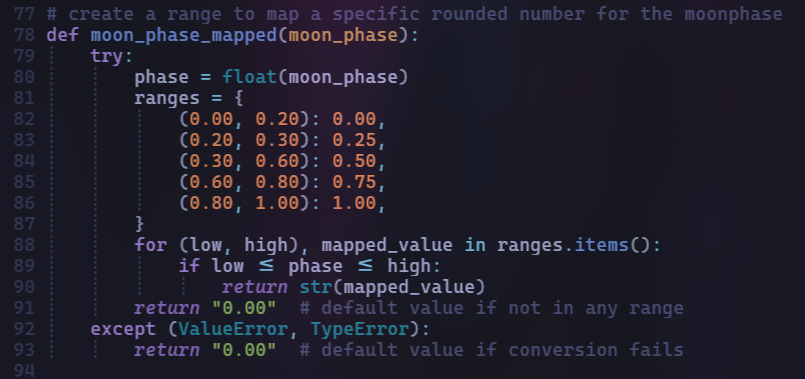 77 # create a range to map a specific rounded number for the moonphase
78 def moon_phase_mapped(moon_phase):
79     try:
80         phase = float(moon_phase)
81         ranges = {
82             (0.00, 0.20): 0.00,
83             (0.20, 0.30): 0.25,
84             (0.30, 0.60): 0.50,
85             (0.60, 0.80): 0.75,
86             (0.80, 1.00): 1.00,
87         }
88         for (low, high), mapped_value in ranges.items():
89             if low ≤ phase ≤ high:
90                 return str(mapped_value)
91         return "0.00"  # default value if not in any range
92     except (ValueError, TypeError):
93         return "0.00"  # default value if conversion fails
94